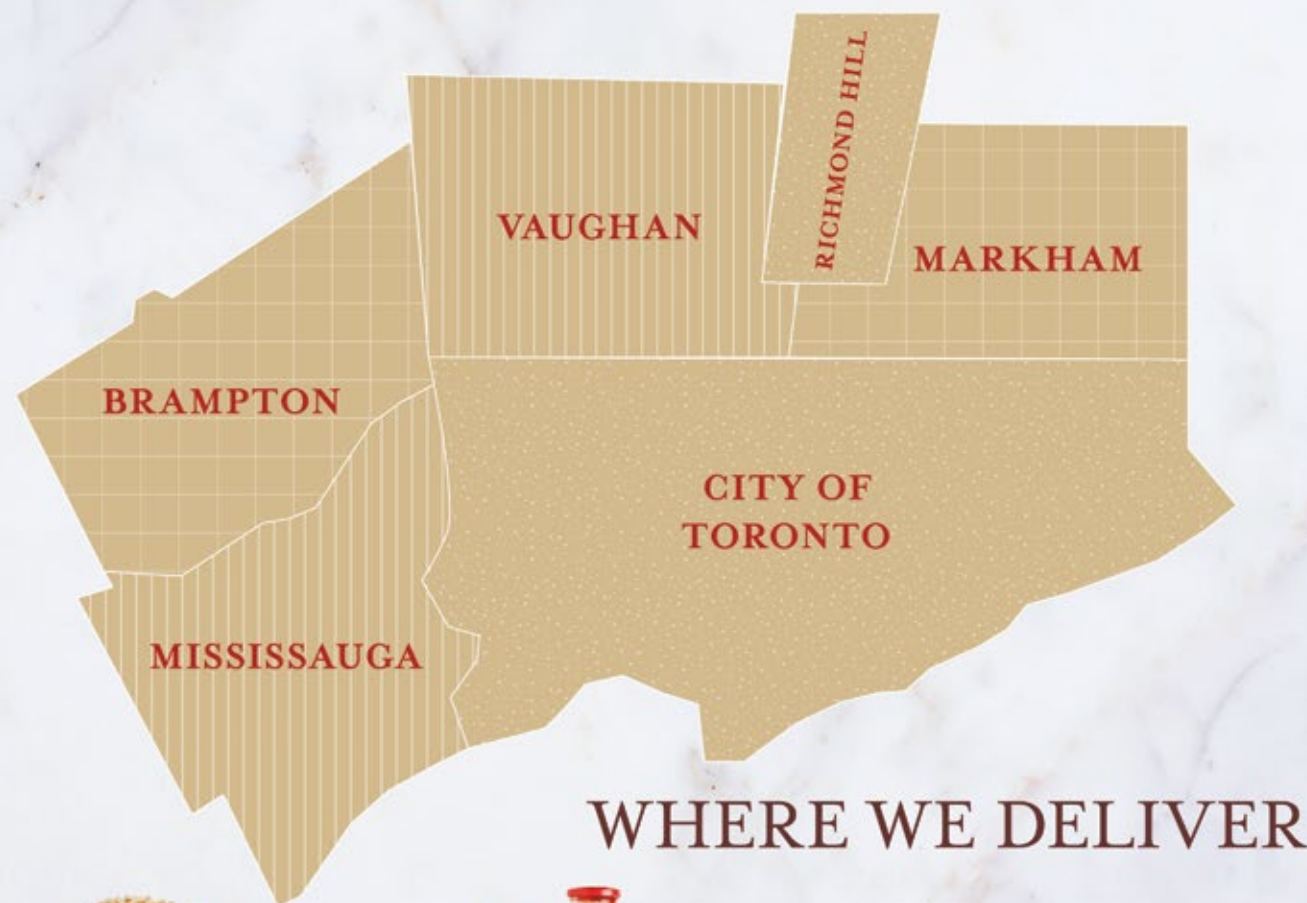 RICHMOND HILL
VAUGHAN
MARKHAM
BRAMPTON
CITY OF
TORONTO
MISSISSAUGA
WHERE WE DELIVER